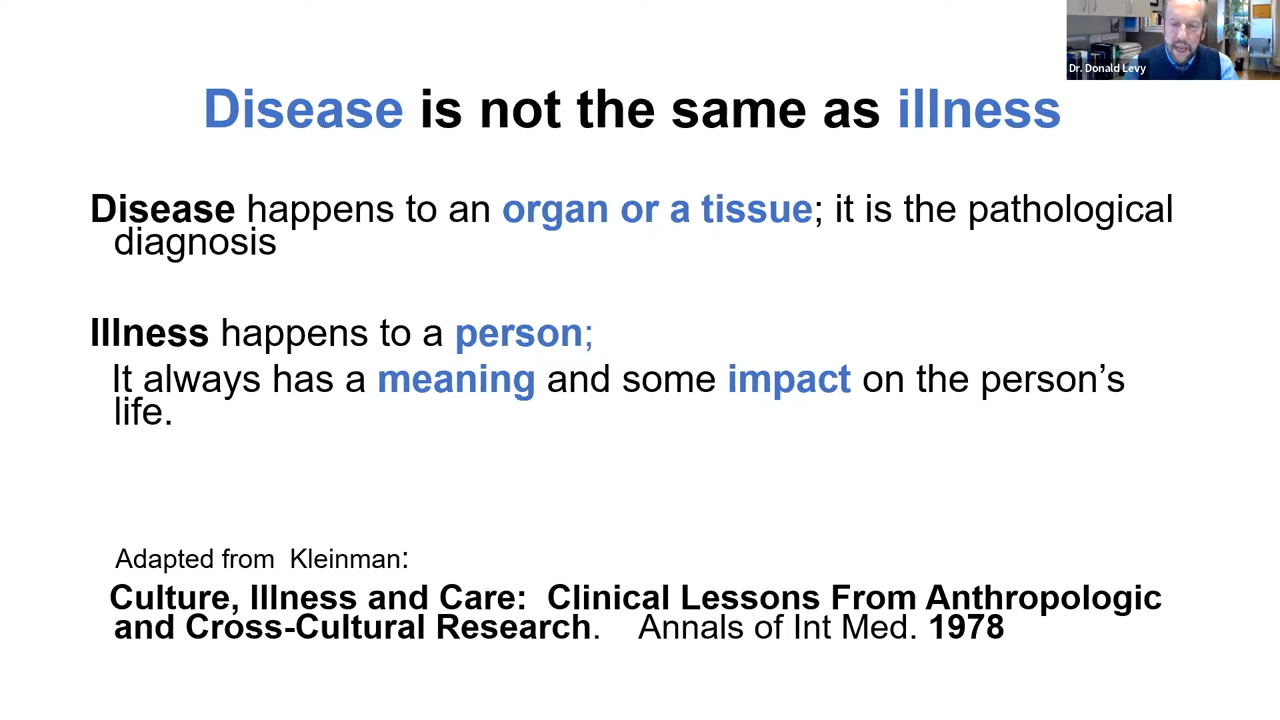 Dr. Donald Levy
Disease is not the same as illness
Disease happens to an organ or a tissue; it is the pathological
diagnosis
Illness happens to a person;
It always has a meaning and some impact on the person’s
life.
Adapted from  Kleinman:
Culture, Illness and Care:  Clinical Lessons From Anthropologic
and Cross-Cultural Research.    Annals of Int Med. 1978